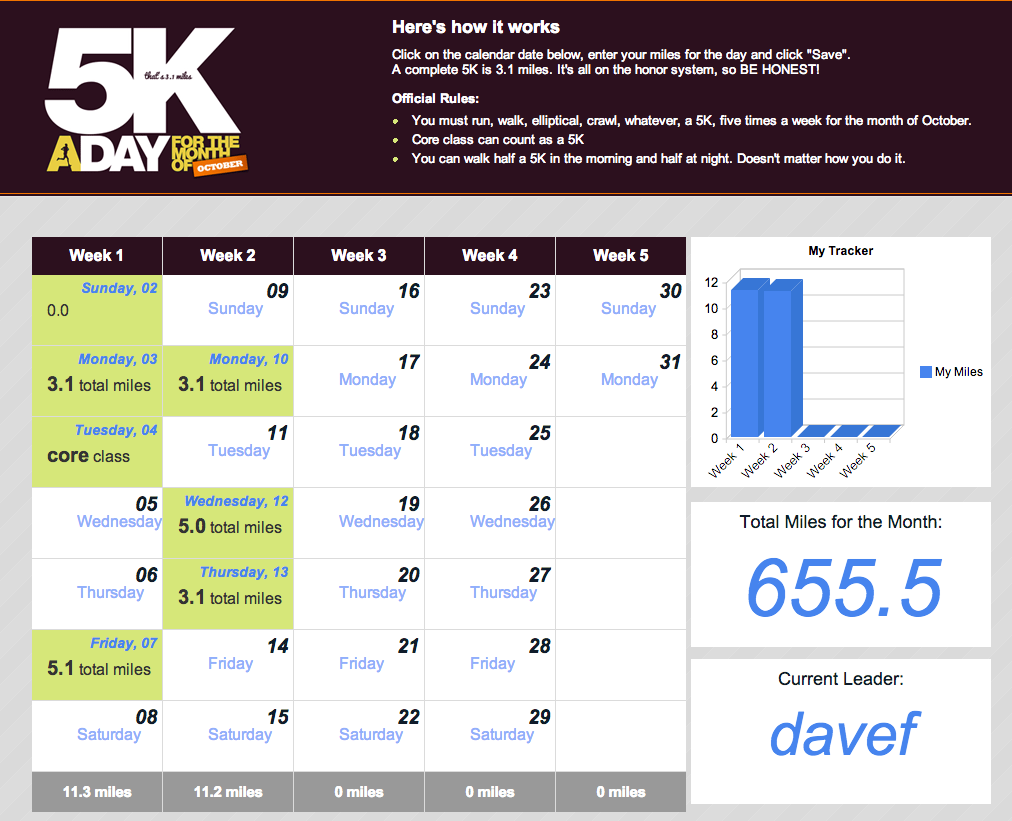 5K
that's 3.1 miles
A DAY FOR THE
MONTH
OF OCTOBER
Here's how it works
Click on the calendar date below, enter your miles for the day and click "Save".
A complete 5K is 3.1 miles. It's all on the honor system, so BE HONEST!
Official Rules:
• You must run, walk, elliptical, crawl, whatever, a 5K, five times a week for the month of October.
• Core class can count as a 5K
• You can walk half a 5K in the morning and half at night. Doesn't matter how you do it.
Week 1 Week 2 Week 3 Week 4 Week 5
Sunday, 02 09 16 23 30
0.0 Sunday Sunday Sunday Sunday
Monday, 03 Monday, 10 17 24 31
3.1 total miles 3.1 total miles Monday Monday Monday
Tuesday, 04 11 18 25
core class Tuesday Tuesday Tuesday
05 Wednesday, 12 19 26
Wednesday 5.0 total miles Wednesday Wednesday
06 Thursday, 13 20 27
Thursday 3.1 total miles Thursday Thursday
Friday, 07 14 21 28
5.1 total miles Friday Friday Friday
08 15 22 29
Saturday Saturday Saturday Saturday
11.3 miles 11.2 miles 0 miles 0 miles 0 miles
My Tracker
12
10
8
6
4
2
0
Week 1 Week 2 Week 3 Week 4 Week 5
My Miles
Total Miles for the Month:
655.5
Current Leader:
davef